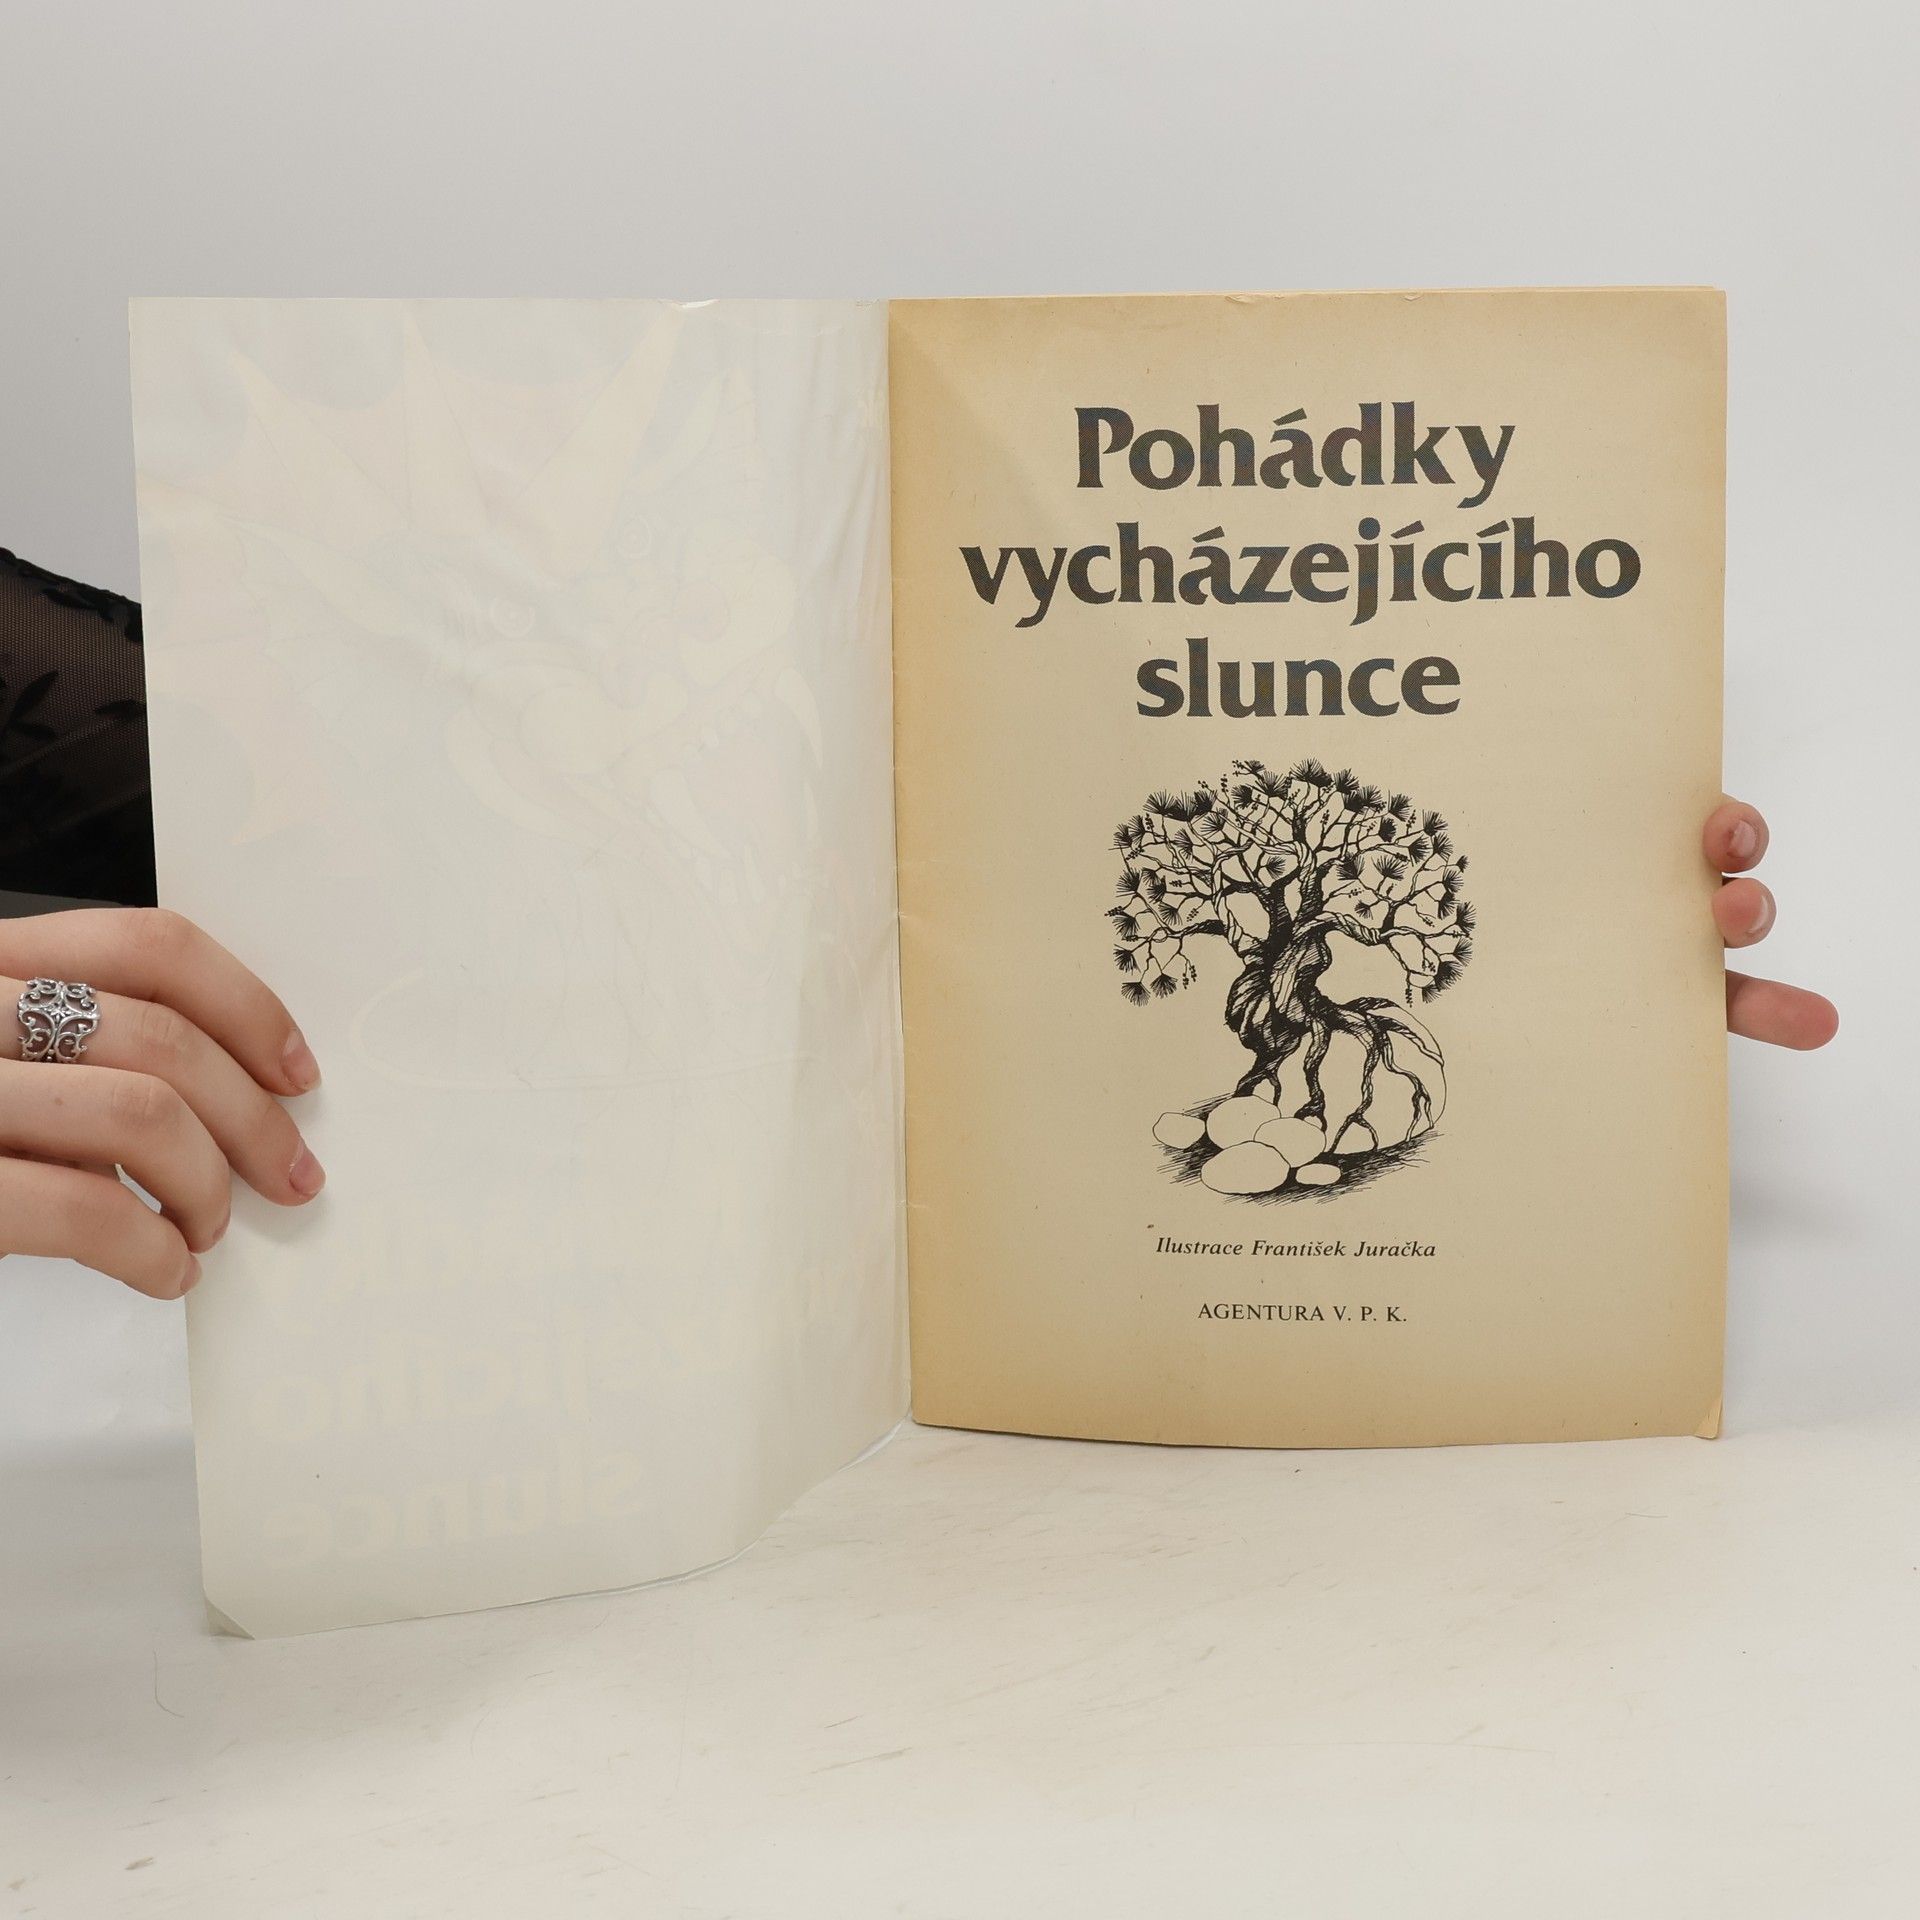 Pohádky
vycházejícího
slunce
Ilustrace František Juračka
AGENTURA V. P. K.